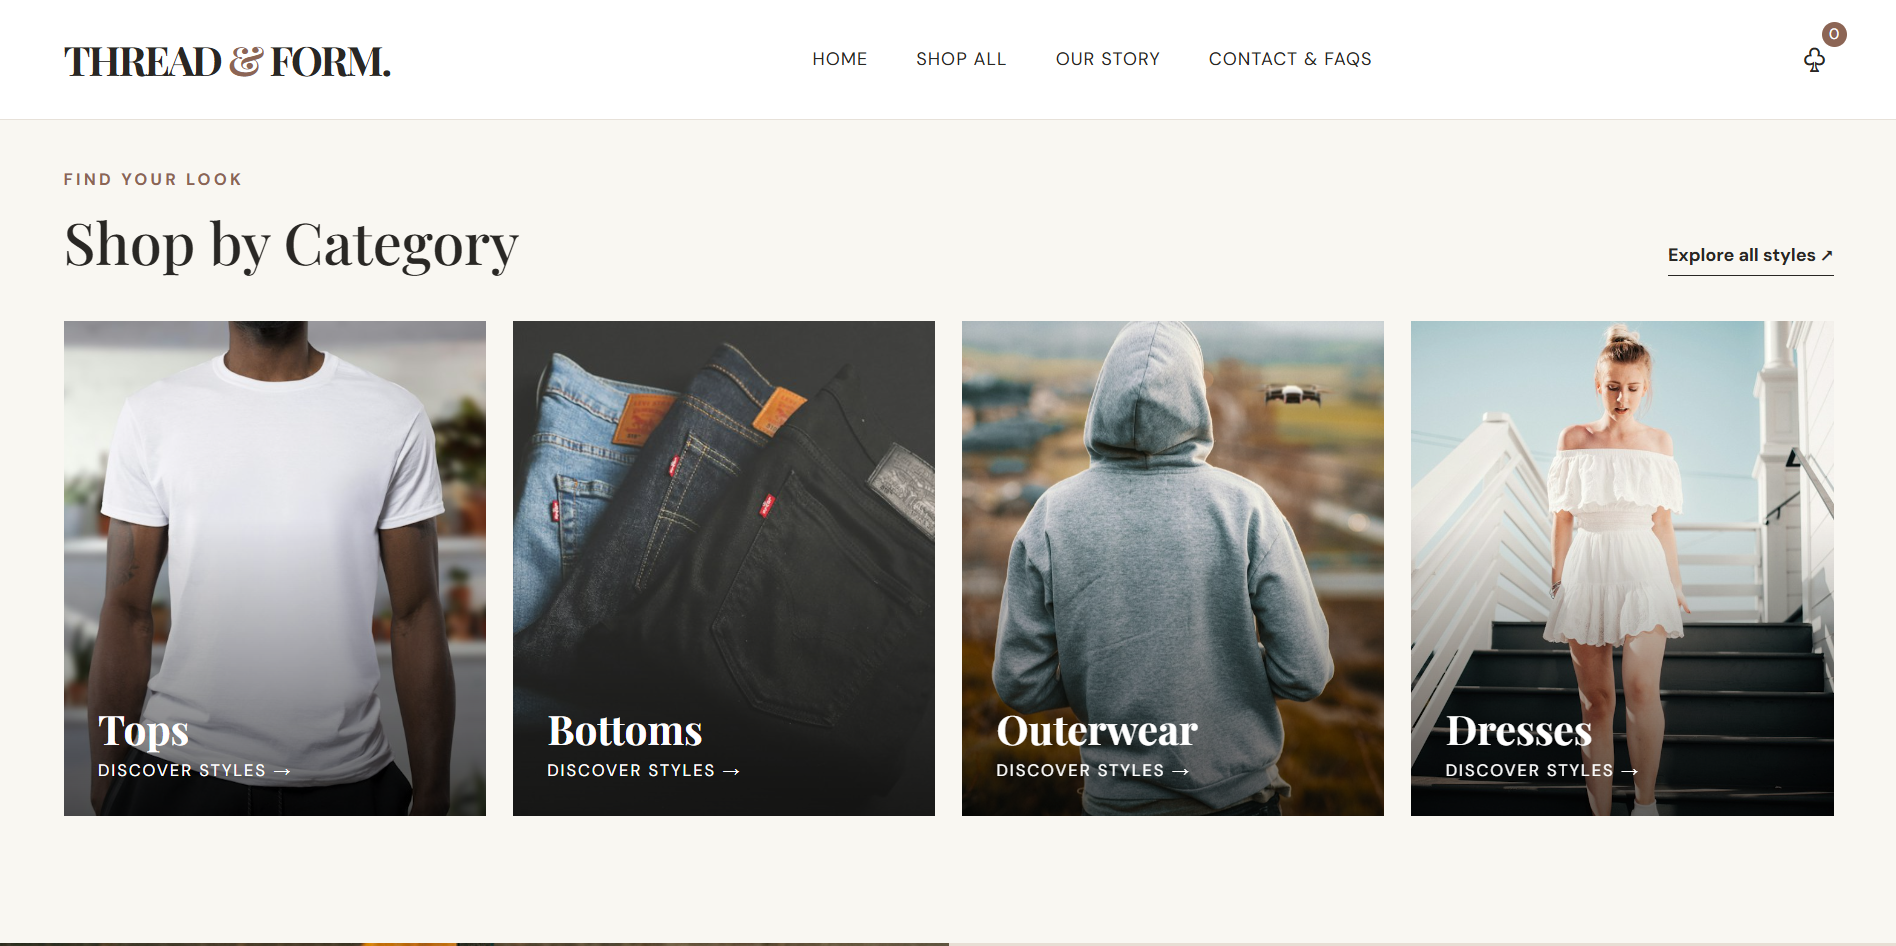 THREAD & FORM.
HOME
SHOP ALL
OUR STORY
CONTACT & FAQS
0
FIND YOUR LOOK
Shop by Category
Explore all styles ↗
Tops
DISCOVER STYLES →
Bottoms
DISCOVER STYLES →
Outerwear
DISCOVER STYLES →
Dresses
DISCOVER STYLES →